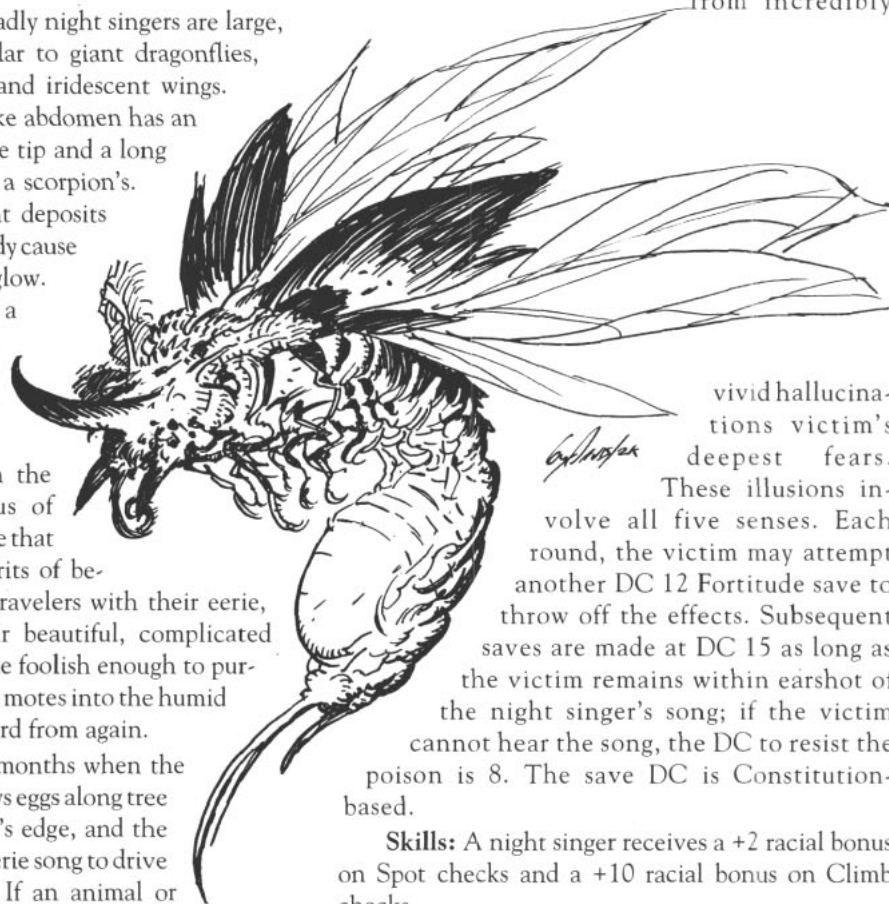 adly night singers are large,
lar to giant dragonflies,
and iridescent wings.
ke abdomen has an
e tip and a long
a scorpion's.
t deposits
dy cause
glow.
a
n the
us of
e that
rits of be-
ravelers with their eerie,
r beautiful, complicated
e foolish enough to pur-
motes into the humid
rd from again.
months when the
ys eggs along tree
's edge, and the
erie song to drive
If an animal or
from incredibly
vivid hallucina-
tions victim's
deepest fears.
These illusions in-
volve all five senses. Each
round, the victim may attempt
another DC 12 Fortitude save to
throw off the effects. Subsequent
saves are made at DC 15 as long as
the victim remains within earshot of
the night singer's song; if the victim
cannot hear the song, the DC to resist the
poison is 8. The save DC is Constitution-
based.
Skills: A night singer receives a +2 racial bonus
on Spot checks and a +10 racial bonus on Climb
checks.